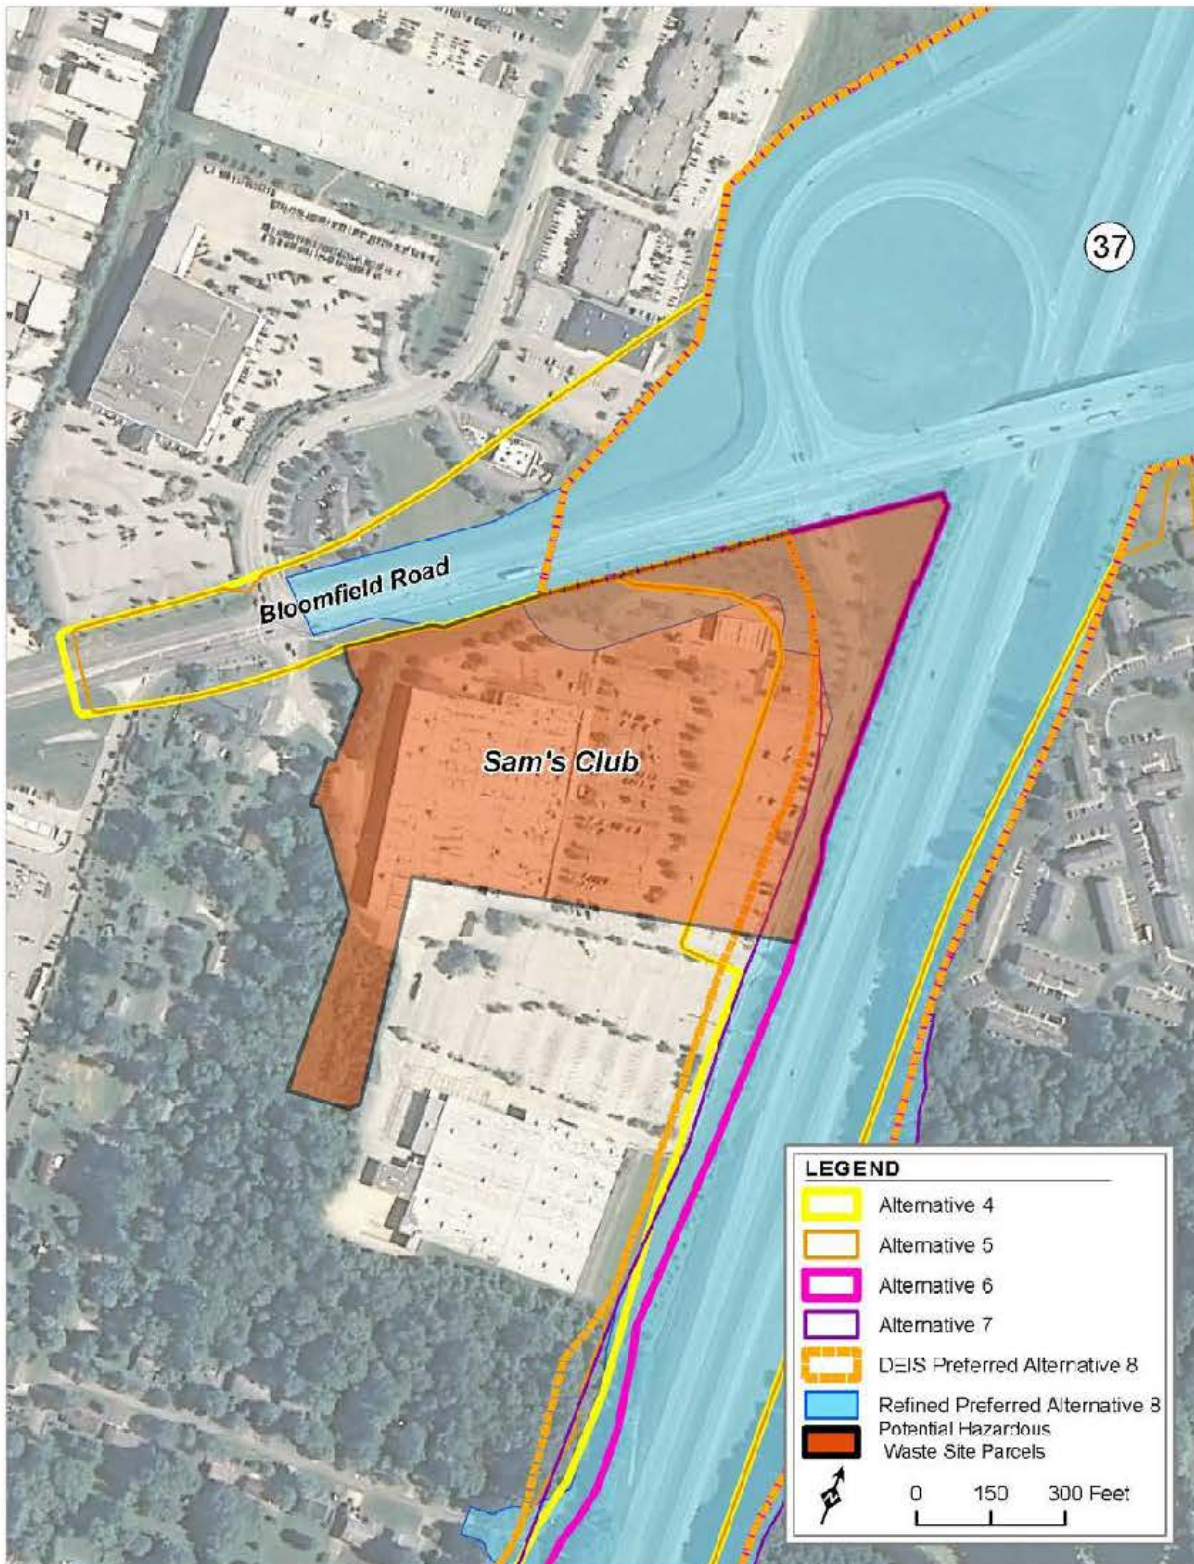 37
Bloomfield Road
Sam's Club
LEGEND
Alternative 4
Alternative 5
Alternative 6
Alternative 7
DEIS Preferred Alternative 8
Refined Preferred Alternative 8
Potential Hazardous
Waste Site Parcels
N
0 150 300 Feet